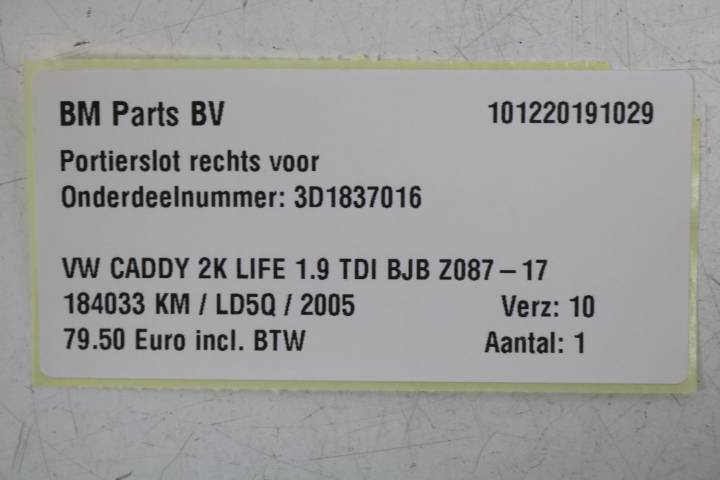 BM Parts BV 101220191029
Portierslot rechts voor
Onderdeelnummer: 3D1837016
VW CADDY 2K LIFE 1.9 TDI BJB Z087 – 17
184033 KM / LD5Q / 2005 Verz: 10
79.50 Euro incl. BTW Aantal: 1